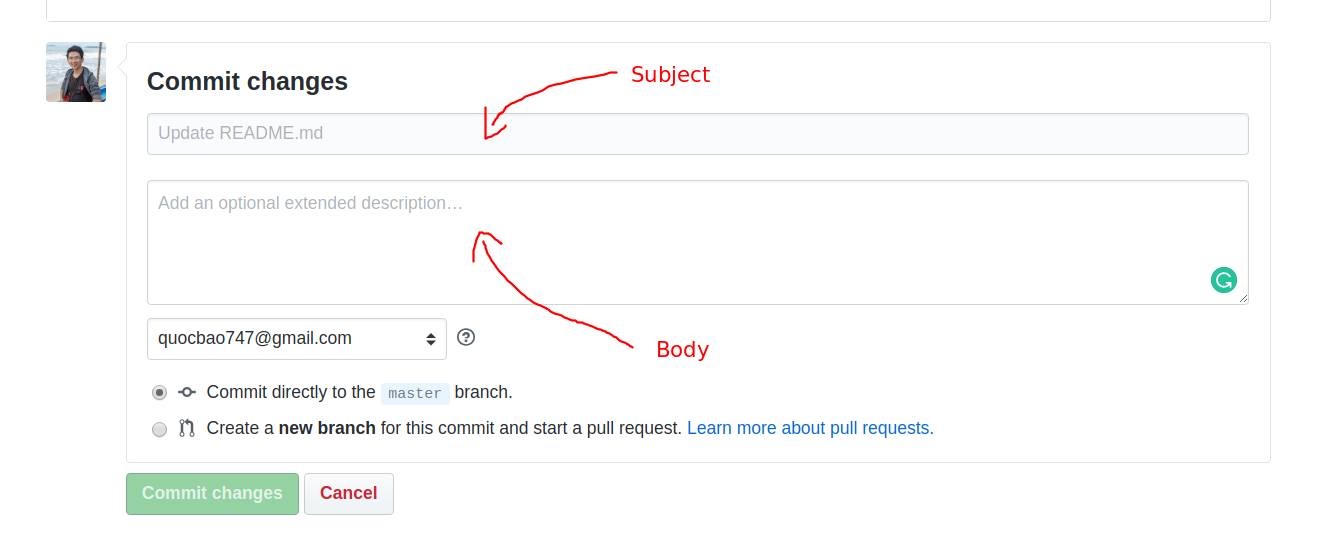 Commit changes
Subject
Update README.md
Add an optional extended description…
quocbao747@gmail.com
Body
Commit directly to the master branch.
Create a new branch for this commit and start a pull request. Learn more about pull requests.
Commit changes Cancel